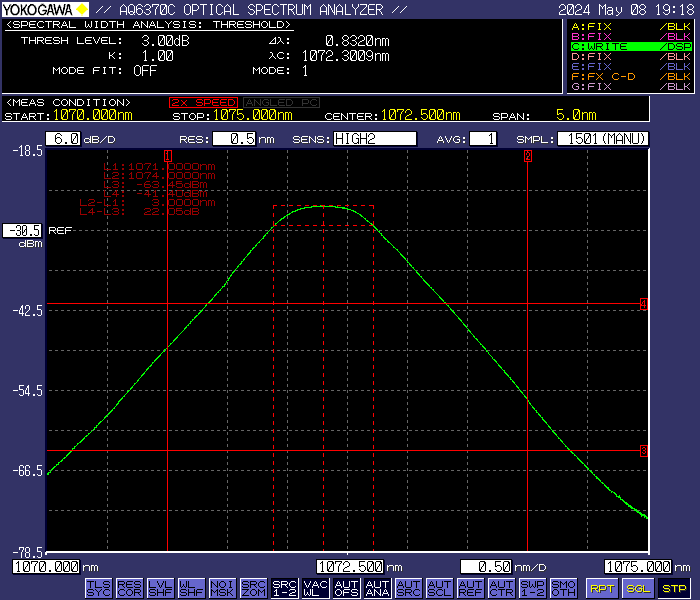 YOKOGAWA // AQ6370C OPTICAL SPECTRUM ANALYZER // 2024 May 08 19:18
<SPECTRAL WIDTH ANALYSIS: THRESHOLD>
THRESH LEVEL: 3.00dB Δλ: 0.8320nm
K: 1.00 λC: 1072.3009nm
MODE FIT: OFF MODE: 1
A:FIX /BLK
B:FIX /BLK
C:WRITE /DSP
D:FIX /BLK
E:FIX /BLK
F:FX C-D /BLK
G:FIX /BLK
<MEAS CONDITION> 2X SPEED ANGLED PC
START:1070.000nm STOP:1075.000nm CENTER:1072.500nm SPAN: 5.0nm
6.0 dB/D RES: 0.5 nm SENS: HIGH2 AVG: 1 SMPL: 1501(MANU)
-18.5
1 2
L1:1071.0000nm
L2:1074.0000nm
L3: -63.45dBm
L4: -41.40dBm
L2-L1: 3.0000nm
L4-L3: 22.05dB
-30.5 REF
dBm
4
-42.5
-54.5
3
-66.5
-78.5
1070.000 nm 1072.500 nm 0.50 nm/D 1075.000 nm
TLS SYC RES COR LVL SHF WL SHF NOI MSK SRC ZOM SRC 1-2 VAC WL AUT OFS AUT ANA AUT SRC AUT SCL AUT REF AUT CTR SWP 1-2 SMO OTH RPT SGL STP